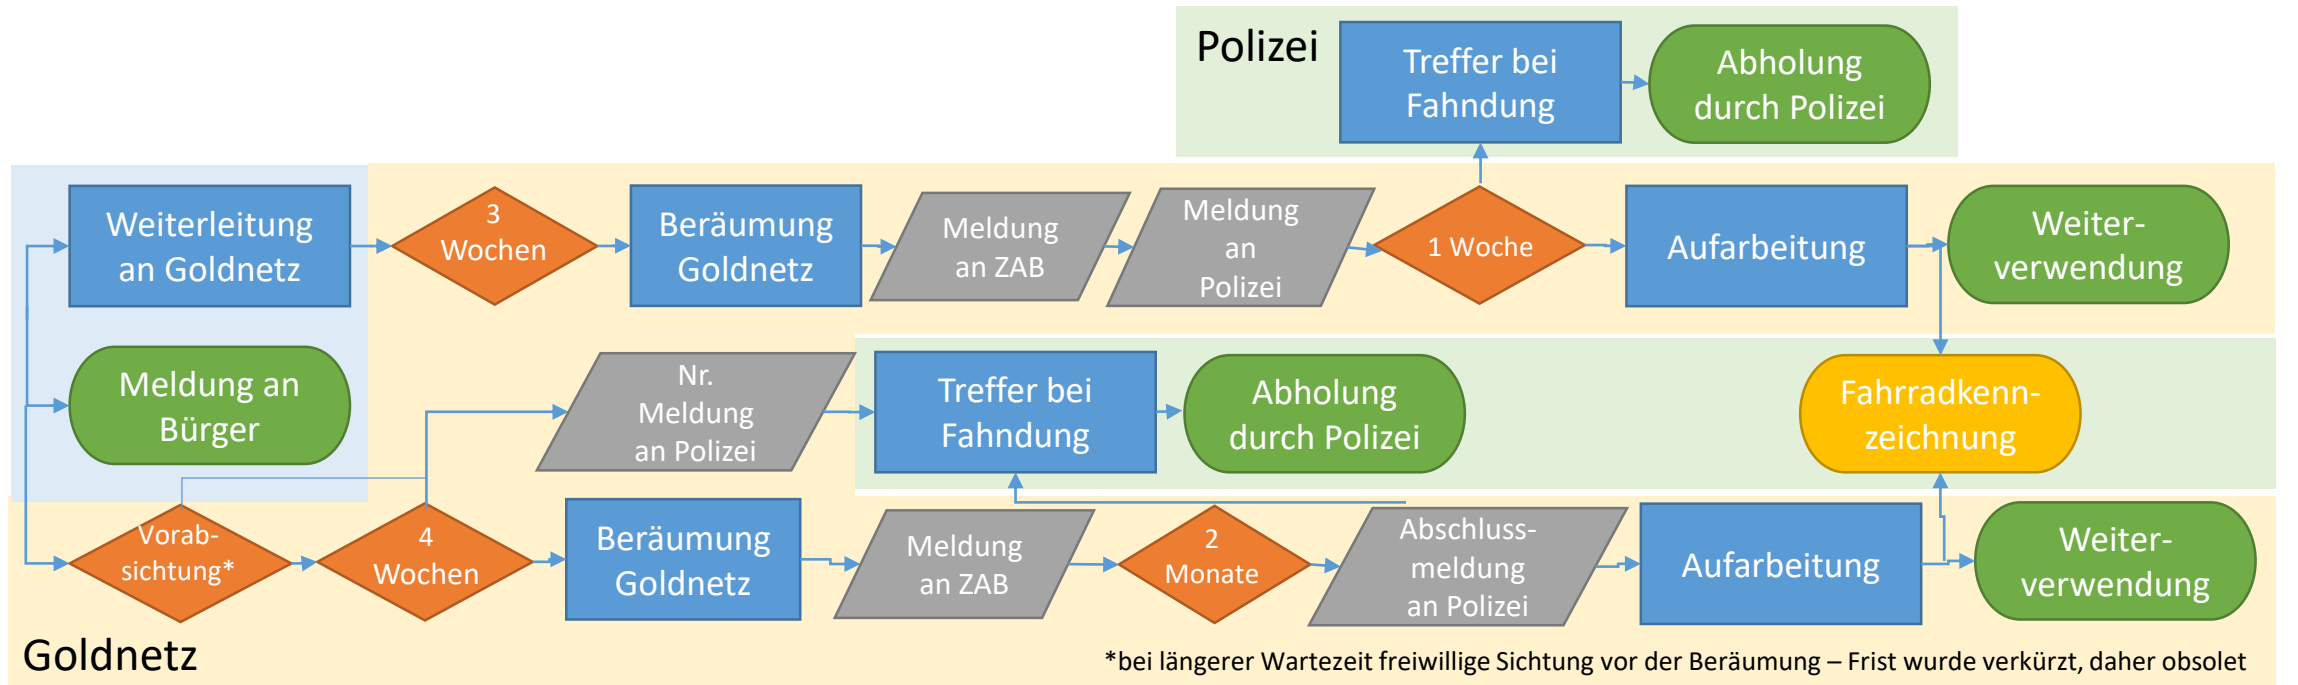 Polizei
Treffer bei
Fahndung
Abholung
durch Polizei
Weiterleitung
an Goldnetz
3
Wochen
Beräumung
Goldnetz
Meldung
an ZAB
Meldung
an
Polizei
1 Woche
Aufarbeitung
Weiter-
verwendung
Meldung an
Bürger
Nr.
Meldung
an Polizei
Treffer bei
Fahndung
Abholung
durch Polizei
Fahrradkenn-
zeichnung
Vorab-
sichtung*
4
Wochen
Beräumung
Goldnetz
Meldung
an ZAB
2
Monate
Abschluss-
meldung
an Polizei
Aufarbeitung
Weiter-
verwendung
Goldnetz
*bei längerer Wartezeit freiwillige Sichtung vor der Beräumung – Frist wurde verkürzt, daher obsolet